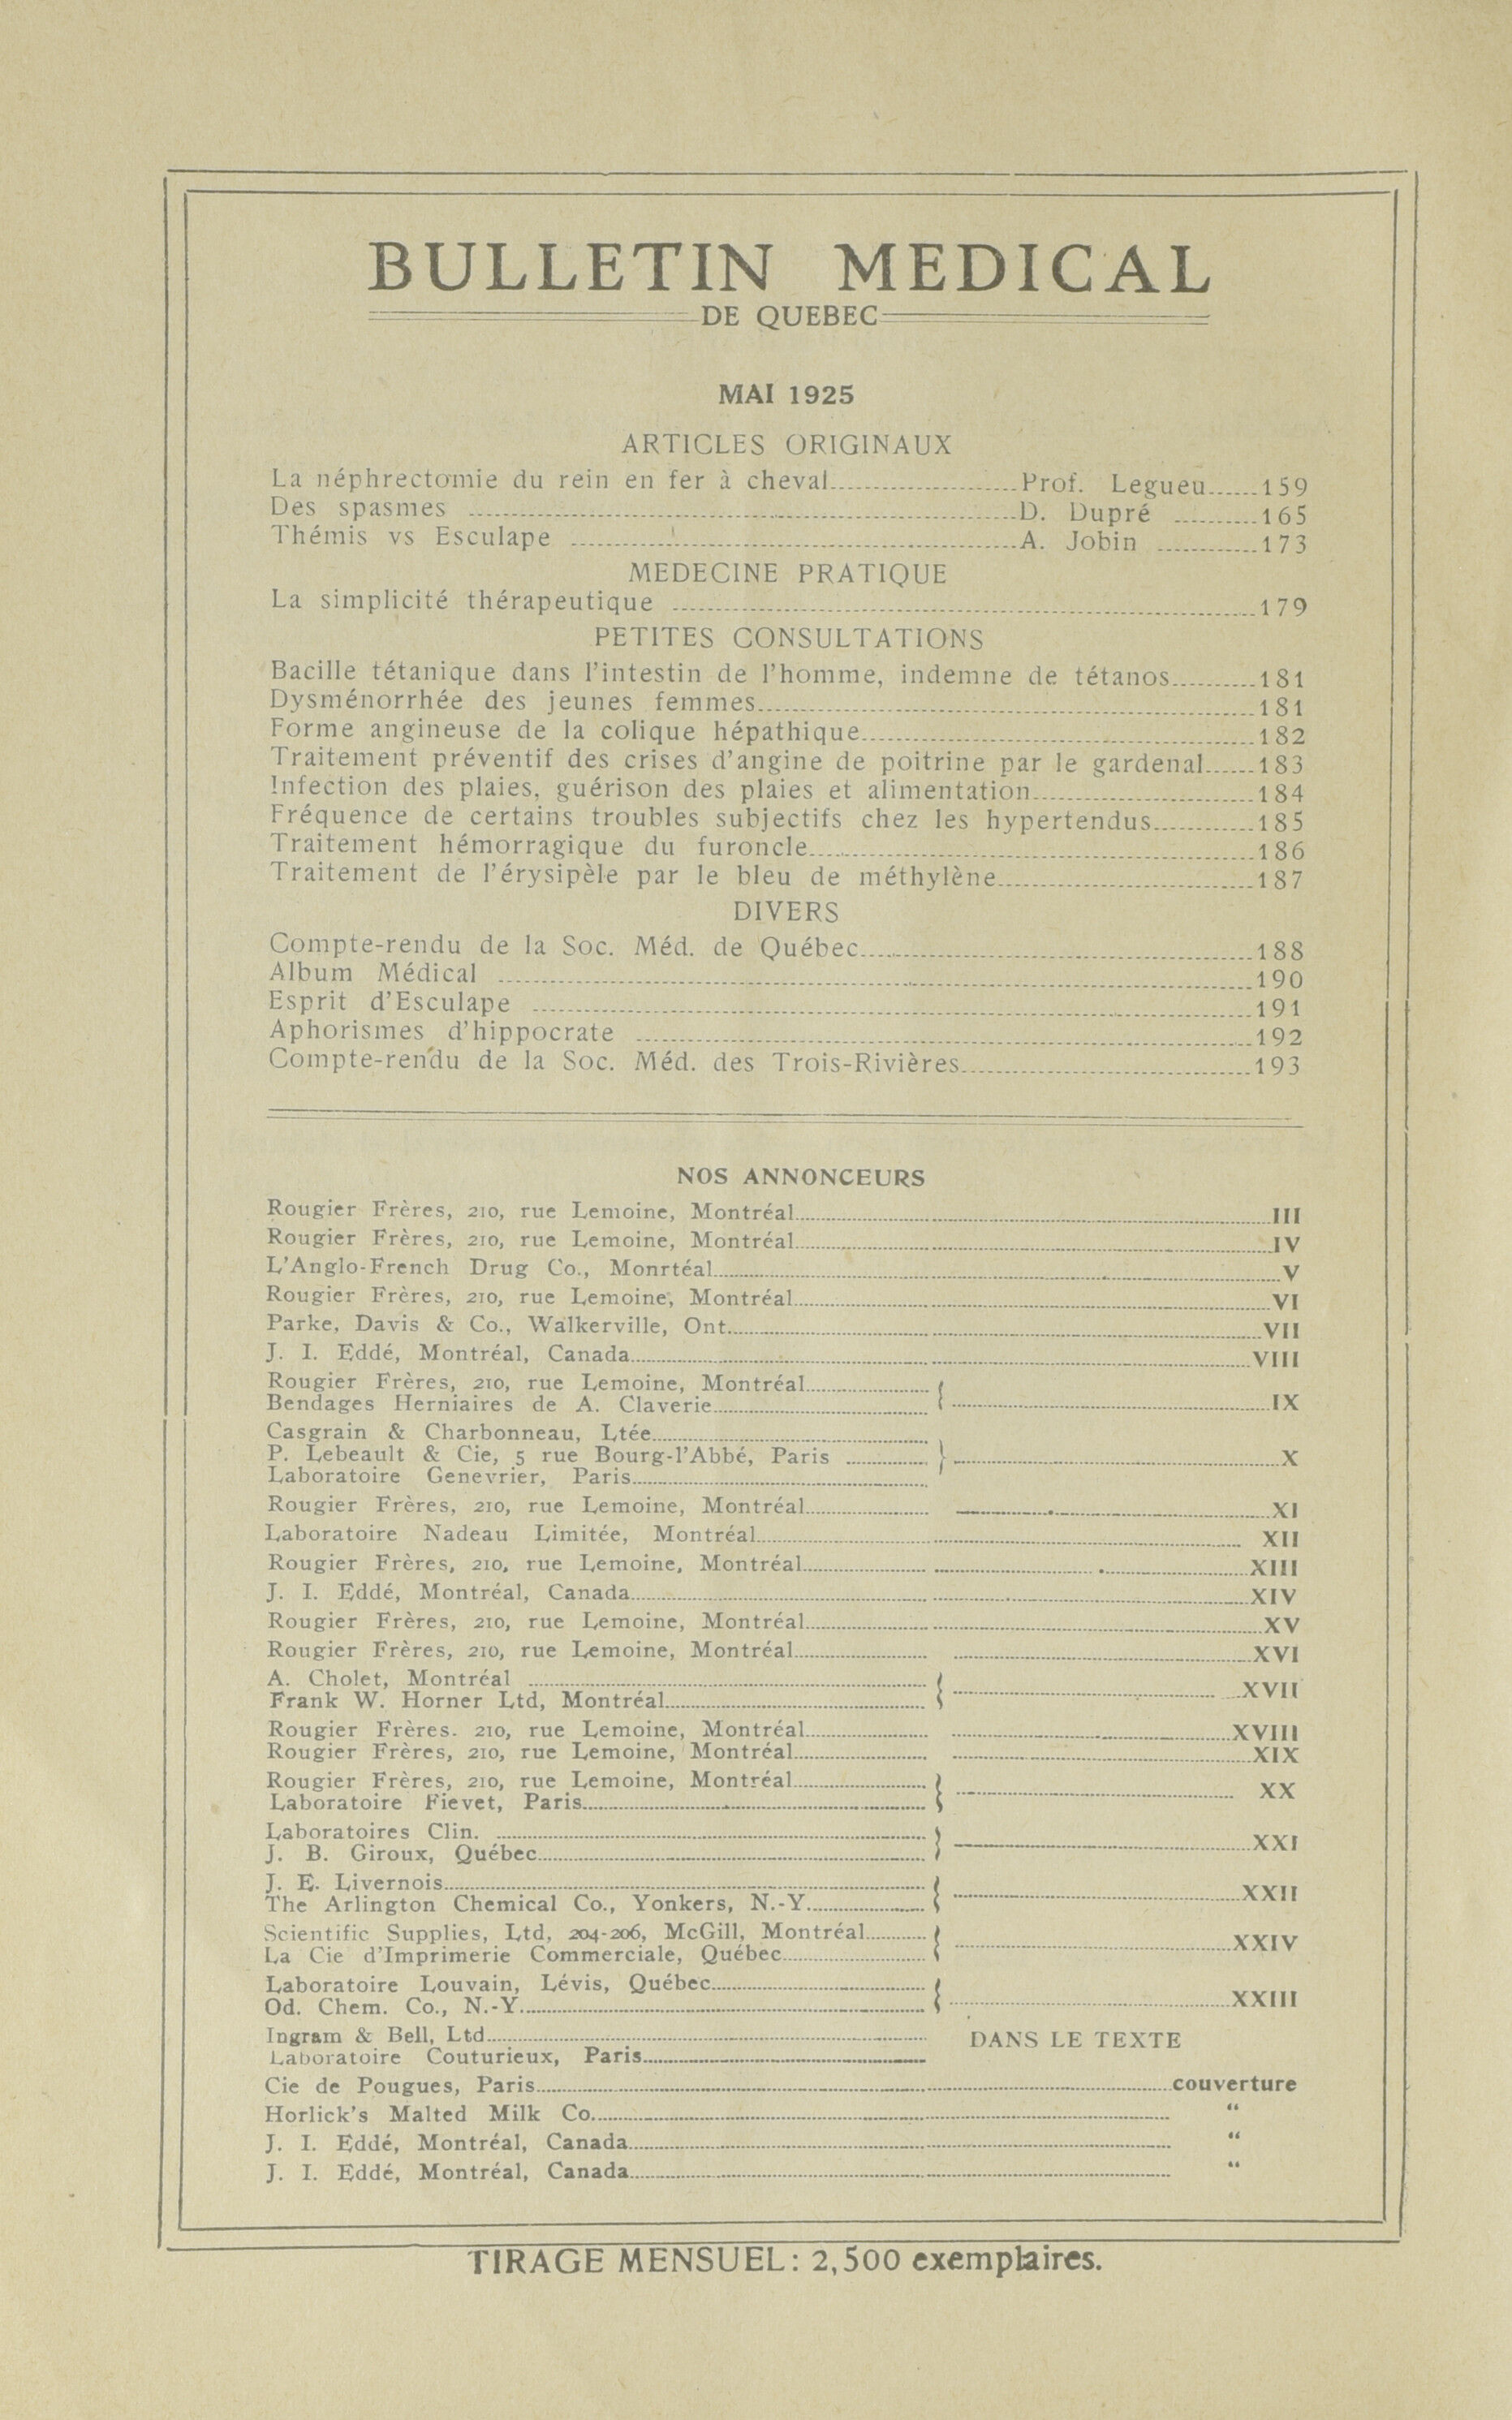 BULLETIN MEDICAL
DE QUEBEC
MAI 1925
ARTICLES ORIGINAUX
La néphrectomie du rein en fer à cheval Prof. Legueu 159
Des spasmes D. Dupré 165
Thémis vs Esculape A. Jobin 173
MEDECINE PRATIQUE
La simplicité thérapeutique 179
PETITES CONSULTATIONS
Bacille tétanique dans l'intestin de l'homme, indemne de tétanos 181
Dysménorrhée des jeunes femmes 181
Forme angineuse de la colique hépathique 182
Traitement préventif des crises d'angine de poitrine par le gardenal 183
Infection des plaies, guérison des plaies et alimentation 184
Fréquence de certains troubles subjectifs chez les hypertendus 185
Traitement hémorragique du furoncle 186
Traitement de l'érysipèle par le bleu de méthylène 187
DIVERS
Compte-rendu de la Soc. Méd. de Québec 188
Album Médical 190
Esprit d'Esculape 191
Aphorismes d'hippocrate 192
Compte-rendu de la Soc. Méd. des Trois-Rivières 193
NOS ANNONCEURS
Rougier Frères, 210, rue Lemoine, Montréal III
Rougier Frères, 210, rue Lemoine, Montréal IV
L'Anglo-French Drug Co., Monrtéal V
Rougier Frères, 210, rue Lemoine, Montréal VI
Parke, Davis & Co., Walkerville, Ont. VII
J. I. Eddé, Montréal, Canada VIII
Rougier Frères, 210, rue Lemoine, Montréal
Bendages Herniaires de A. Claverie IX
Casgrain & Charbonneau, Ltée
P. Lebeault & Cie, 5 rue Bourg-l'Abbé, Paris X
Laboratoire Genevrier, Paris
Rougier Frères, 210, rue Lemoine, Montréal XI
Laboratoire Nadeau Limitée, Montréal XII
Rougier Frères, 210, rue Lemoine, Montréal XIII
J. I. Eddé, Montréal, Canada XIV
Rougier Frères, 210, rue Lemoine, Montréal XV
Rougier Frères, 210, rue Lemoine, Montréal XVI
A. Cholet, Montréal
Frank W. Horner Ltd, Montréal XVII
Rougier Frères. 210, rue Lemoine, Montréal XVIII
Rougier Frères, 210, rue Lemoine, Montréal XIX
Rougier Frères, 210, rue Lemoine, Montréal
Laboratoire Fievet, Paris XX
Laboratoires Clin.
J. B. Giroux, Québec XXI
J. E. Livernois
The Arlington Chemical Co., Yonkers, N.-Y. XXII
Scientific Supplies, Ltd, 204-206, McGill, Montréal
La Cie d'Imprimerie Commerciale, Québec XXIV
Laboratoire Louvain, Lévis, Québec
Od. Chem. Co., N.-Y. XXIII
Ingram & Bell, Ltd DANS LE TEXTE
Laboratoire Couturieux, Paris
Cie de Pougues, Paris couverture
Horlick's Malted Milk Co. "
J. I. Eddé, Montréal, Canada "
J. I. Eddé, Montréal, Canada "
TIRAGE MENSUEL: 2,500 exemplaires.